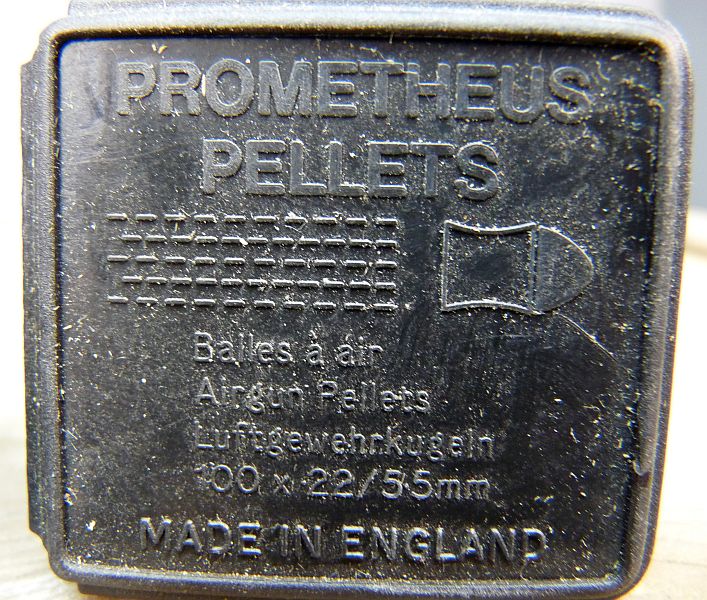 PROMETHEUS
PELLETS
Balles à air
Airgun Pellets
Luftgewehrkugeln
100 x 22/5.5mm
MADE IN ENGLAND